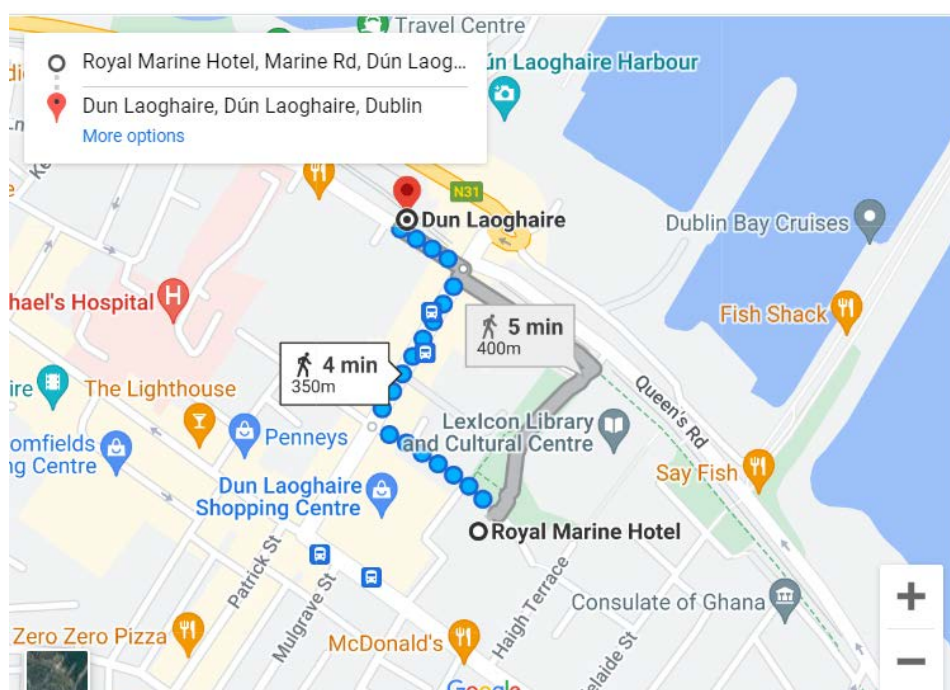 Travel Centre
Royal Marine Hotel, Marine Rd, Dún Laog...
Dun Laoghaire, Dún Laoghaire, Dublin
More options
ún Laoghaire Harbour
N31
Dun Laoghaire
Dublin Bay Cruises
hael's Hospital
H
5 min
400m
Fish Shack
4 min
350m
ire
The Lighthouse
Queen's Rd
LexIcon Library
and Cultural Centre
omfields
ng Centre
Penneys
Say Fish
Dun Laoghaire
Shopping Centre
Royal Marine Hotel
Patrick St
Mulgrave St
Haigh Terrace
Consulate of Ghana
elaide St
Zero Zero Pizza
McDonald's
Google
+
−